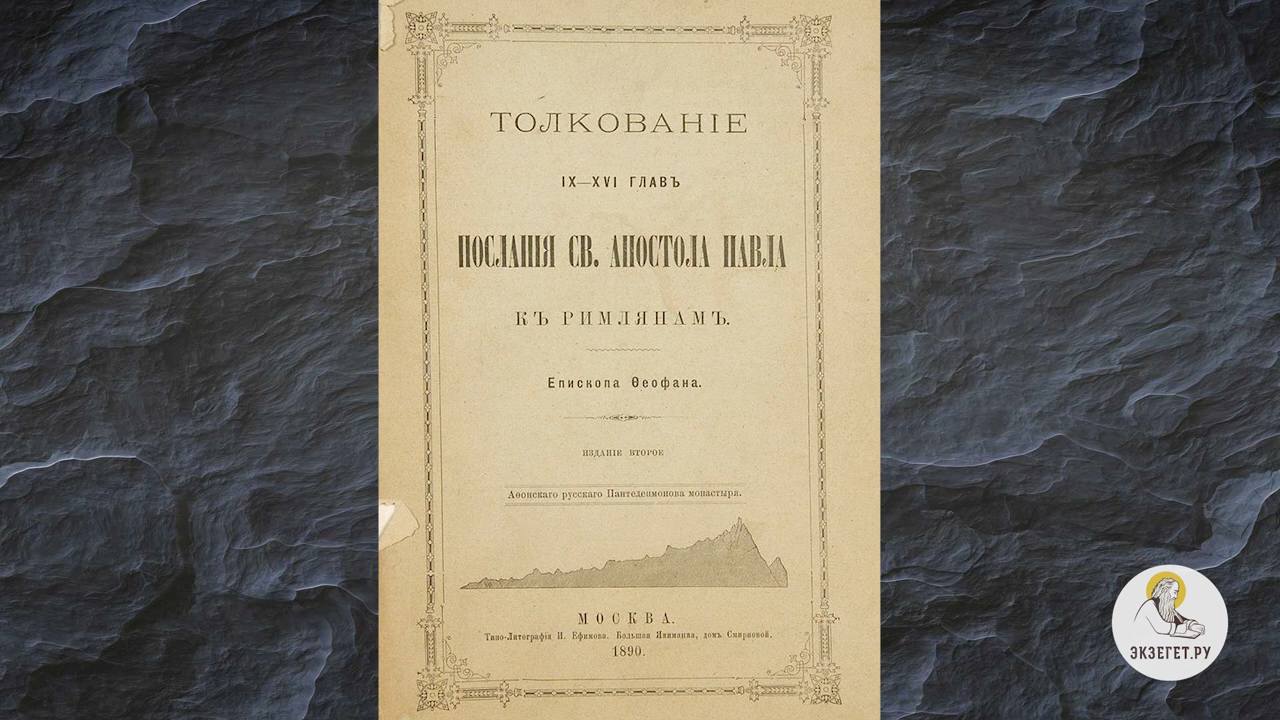 ТОЛКОВАНІЕ
IX—XVI ГЛАВЪ
ПОСЛАНІЯ СВ. АПОСТОЛА ПАВЛА
КЪ РИМЛЯНАМЪ.
Епископа Ѳеофана.
ИЗДАНІЕ ВТОРОЕ
Аѳонскаго русскаго Пантелеимонова монастыря.
МОСКВА.
Типо-Литографія И. Ефимова. Большая Якиманка, домъ Смирновой.
1890.
ЭКЗЕГЕТ.РУ